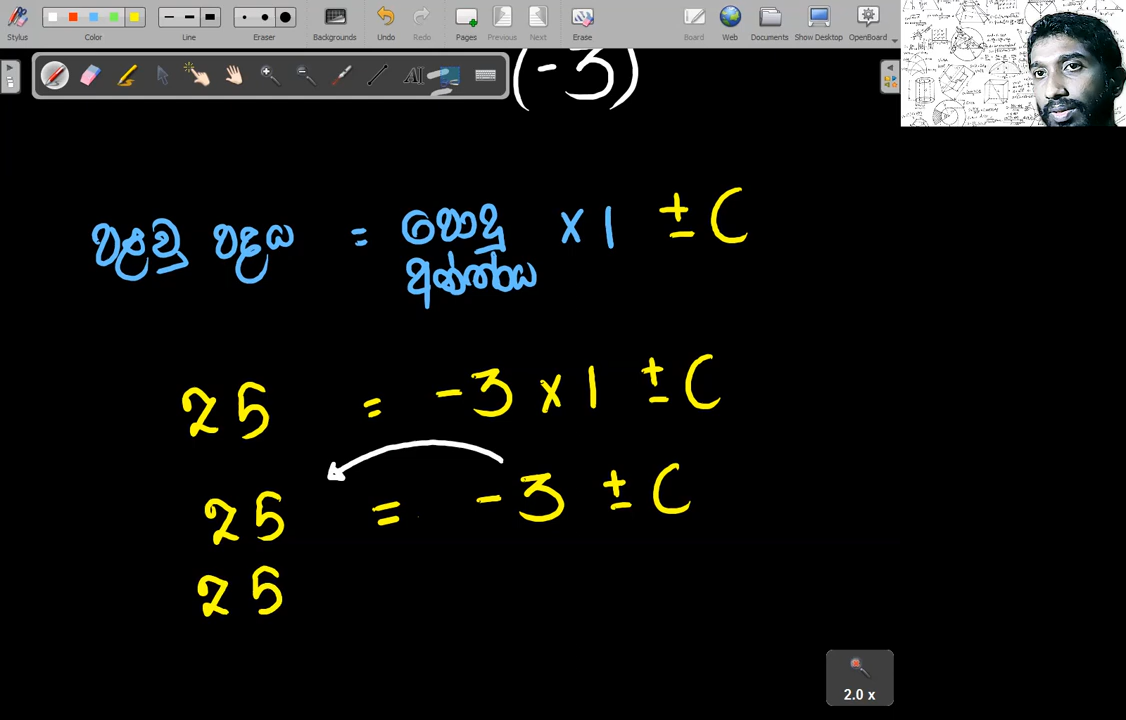 Stylus Color Line Eraser Backgrounds Undo Redo Pages Previous Next Erase Board Web Documents Show Desktop OpenBoard
(-3)
පළවු පදය = පොදු × 1 ± C
අන්තරය
25 = -3 × 1 ± C
25 = -3 ± C
25
2.0 x